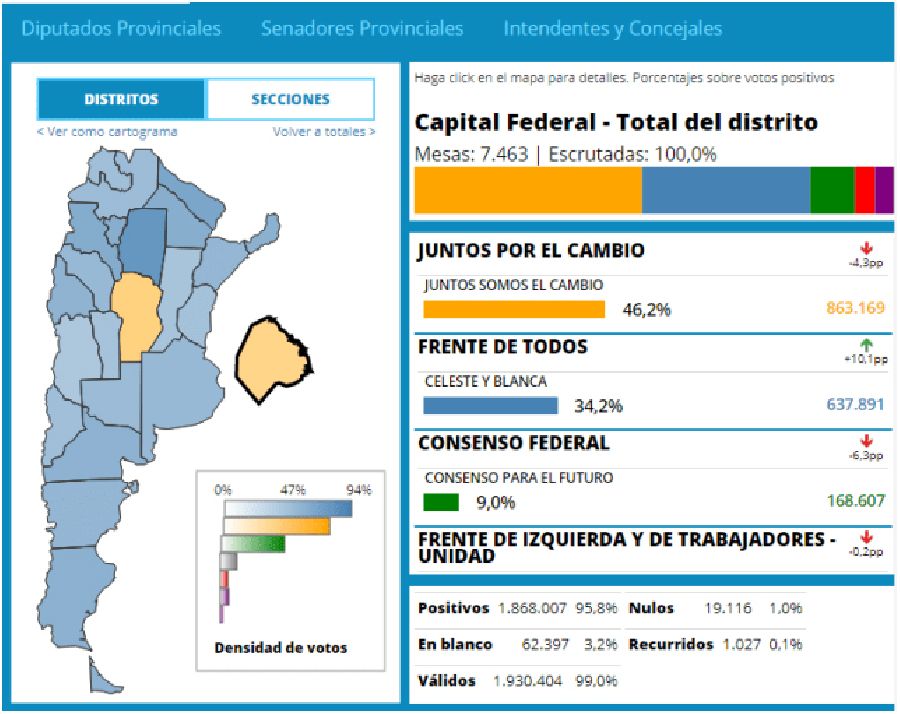 Diputados Provinciales Senadores Provinciales Intendentes y Concejales
DISTRITOS SECCIONES
< Ver como cartograma Volver a totales >
0% 47% 94%
Densidad de votos
Haga click en el mapa para detalles. Porcentajes sobre votos positivos
Capital Federal - Total del distrito
Mesas: 7.463 | Escrutadas: 100,0%
JUNTOS POR EL CAMBIO
-4,3pp
JUNTOS SOMOS EL CAMBIO
46,2% 863.169
FRENTE DE TODOS
+10,1pp
CELESTE Y BLANCA
34,2% 637.891
CONSENSO FEDERAL
-6,3pp
CONSENSO PARA EL FUTURO
9,0% 168.607
FRENTE DE IZQUIERDA Y DE TRABAJADORES -
UNIDAD
-0,2pp
Positivos 1.868.007 95,8% Nulos 19.116 1,0%
En blanco 62.397 3,2% Recurridos 1.027 0,1%
Válidos 1.930.404 99,0%